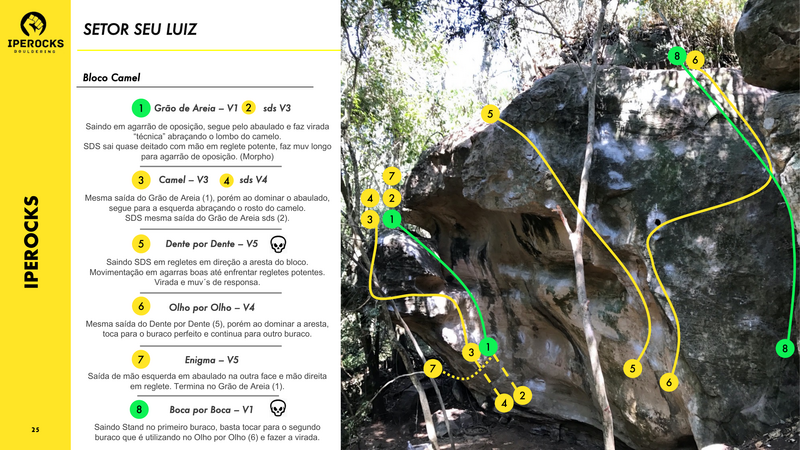 IPEROCKS
BOULDERING
SETOR SEU LUIZ
Bloco Camel
1 Grão de Areia – V1 2 sds V3
Saindo em agarrão de oposição, segue pelo abaulado e faz virada
“técnica” abraçando o lombo do camelo.
SDS sai quase deitado com mão em reglete potente, faz muy longo
para agarrão de oposição. (Morpho)
3 Camel – V3 4 sds V4
Mesma saída do Grão de Areia (1), porém ao dominar o abaulado,
segue para a esquerda abraçando o rosto do camelo.
SDS mesma saída do Grão de Areia sds (2).
5 Dente por Dente – V5
Saindo SDS em regletes em direção a aresta do bloco.
Movimentação em agarras boas até enfrentar regletes potentes.
Virada e muv´s de responsa.
6 Olho por Olho – V4
Mesma saída do Dente por Dente (5), porém ao dominar a aresta,
toca para o buraco perfeito e continua para outro buraco.
7 Enigma – V5
Saída de mão esquerda em abaulado na outra face e mão direita
em reglete. Termina no Grão de Areia (1).
8 Boca por Boca – V1
Saindo Stand no primeiro buraco, basta tocar para o segundo
buraco que é utilizando no Olho por Olho (6) e fazer a virada.
IPEROCKS
25
8 6
5
7
4 2
3 1
3 1
7
4 2
5 6
8